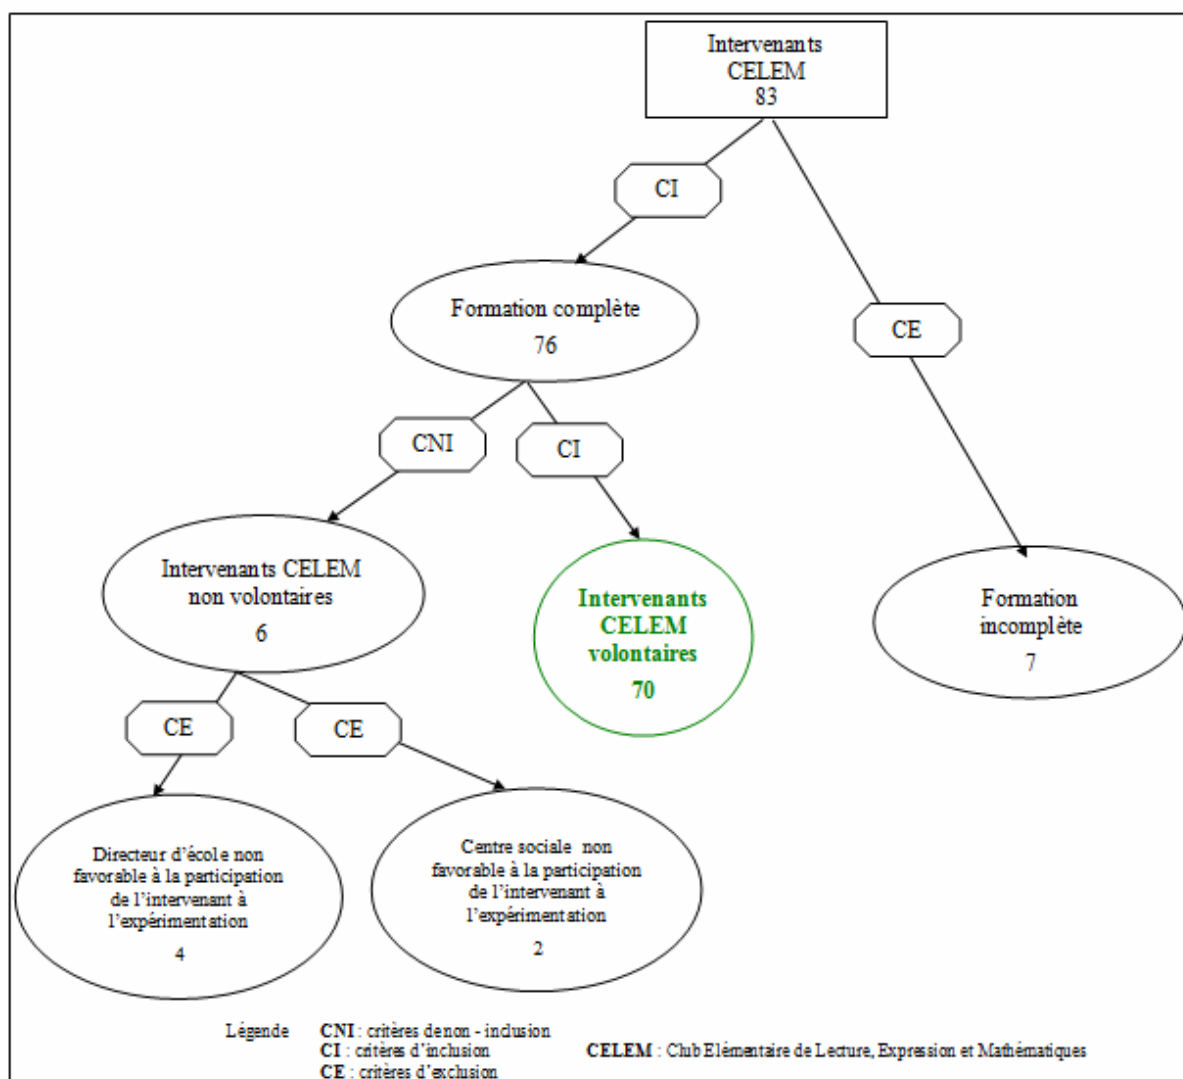 Intervenants
CELEM
83
CI
Formation complète
76
CE
CNI
CI
Intervenants CELEM
non volontaires
6
Intervenants
CELEM
volontaires
70
Formation
incomplète
7
CE
CE
Directeur d'école non
favorable à la participation
de l'intervenant à
l'expérimentation
4
Centre sociale non
favorable à la participation
de l'intervenant à
l'expérimentation
2
Légende
CNI : critères denon - inclusion
CI : critères d'inclusion
CELEM : Club Elémentaire de Lecture, Expression et Mathématiques
CE : critères d'exclusion